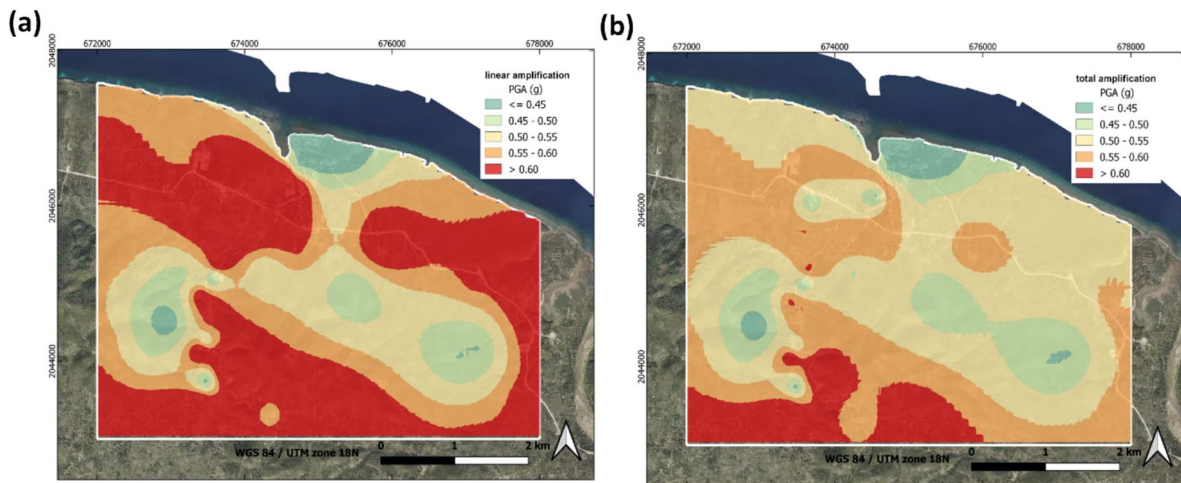 (a)
672000 674000 676000 678000
2048000
2046000
2044000
linear amplification
PGA (g)
<= 0.45
0.45 - 0.50
0.50 - 0.55
0.55 - 0.60
> 0.60
WGS 84 / UTM zone 18N
0 1 2 km
(b)
672000 674000 676000 678000
2048000
2046000
2044000
total amplification
PGA (g)
<= 0.45
0.45 - 0.50
0.50 - 0.55
0.55 - 0.60
> 0.60
WGS 84 / UTM zone 18N
0 1 2 km